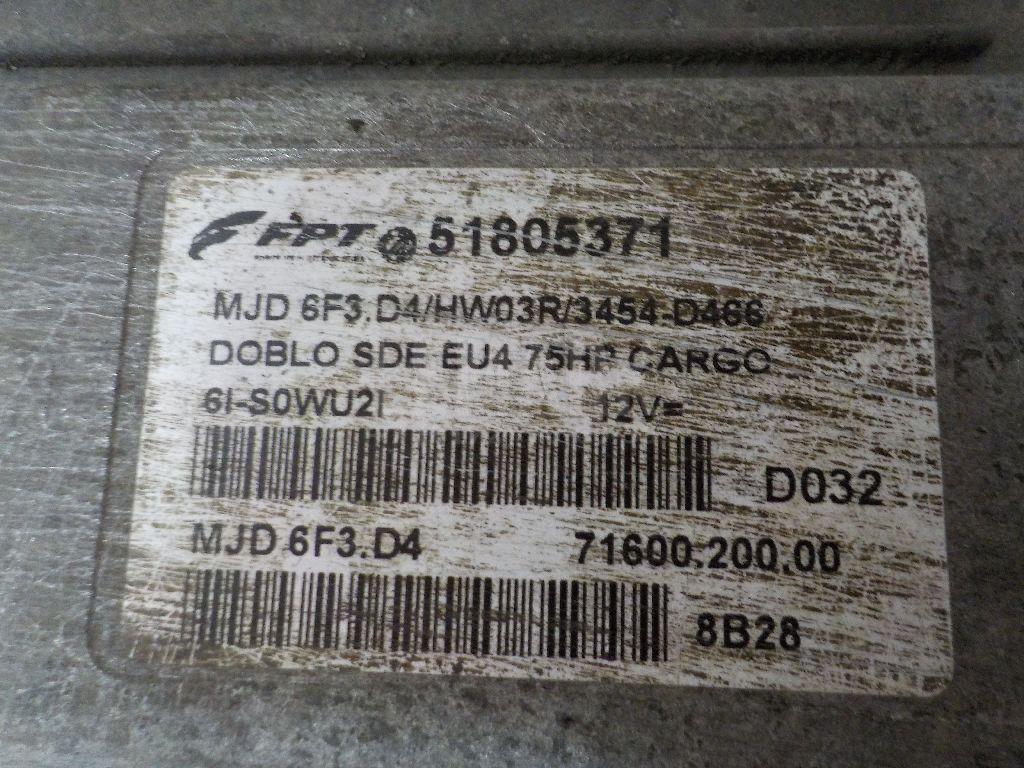 FPT 51805371
MJD 6F3.D4/HW03R/3454-D466
DOBLO SDE EU4 75HP CARGO
6I-S0WU2I 12V=
D032
MJD 6F3.D4 71600.200.00
8B28